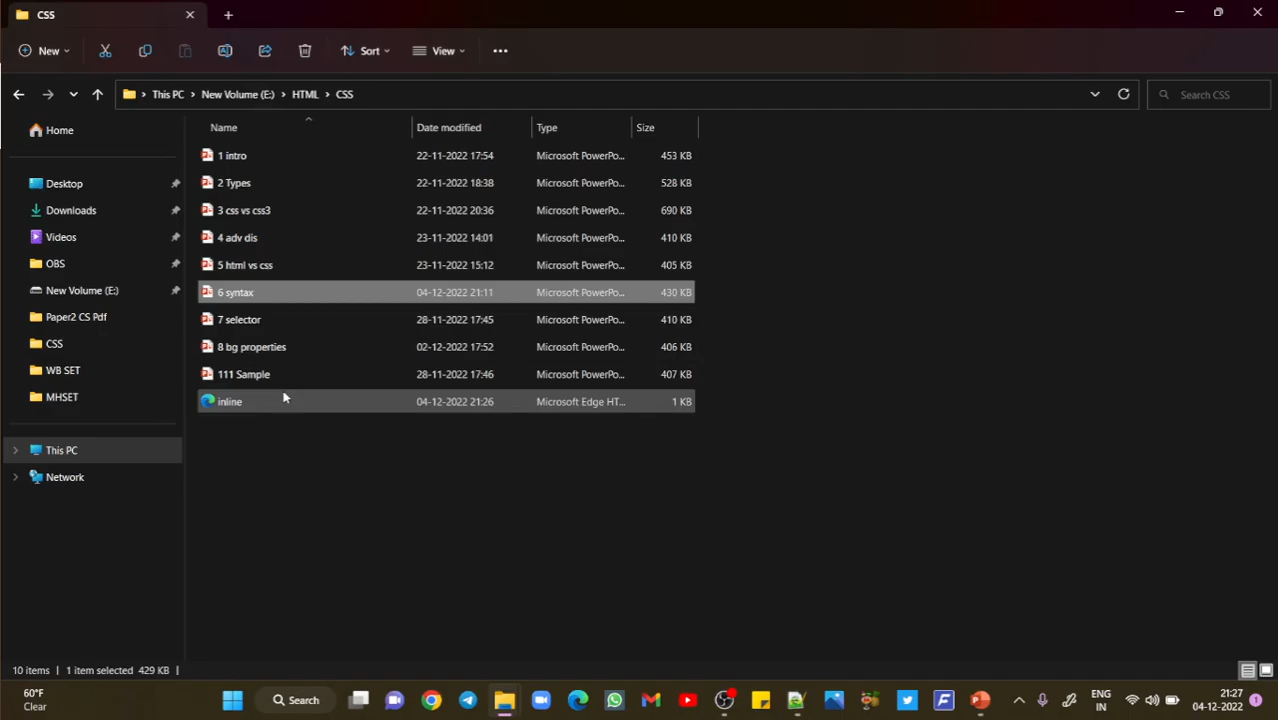 CSS
New
Sort
View
This PC > New Volume (E:) > HTML > CSS
Search CSS
Name Date modified Type Size
Home
Desktop
Downloads
Videos
OBS
New Volume (E:)
Paper2 CS Pdf
CSS
WB SET
MHSET
This PC
Network
1 intro 22-11-2022 17:54 Microsoft PowerPo... 453 KB
2 Types 22-11-2022 18:38 Microsoft PowerPo... 528 KB
3 css vs css3 22-11-2022 20:36 Microsoft PowerPo... 690 KB
4 adv dis 23-11-2022 14:01 Microsoft PowerPo... 410 KB
5 html vs css 23-11-2022 15:12 Microsoft PowerPo... 405 KB
6 syntax 04-12-2022 21:11 Microsoft PowerPo... 430 KB
7 selector 28-11-2022 17:45 Microsoft PowerPo... 410 KB
8 bg properties 02-12-2022 17:52 Microsoft PowerPo... 406 KB
111 Sample 28-11-2022 17:46 Microsoft PowerPo... 407 KB
inline 04-12-2022 21:26 Microsoft Edge HT... 1 KB
10 items 1 item selected 429 KB
60°F
Clear
Search
ENG
IN
21:27
04-12-2022
1